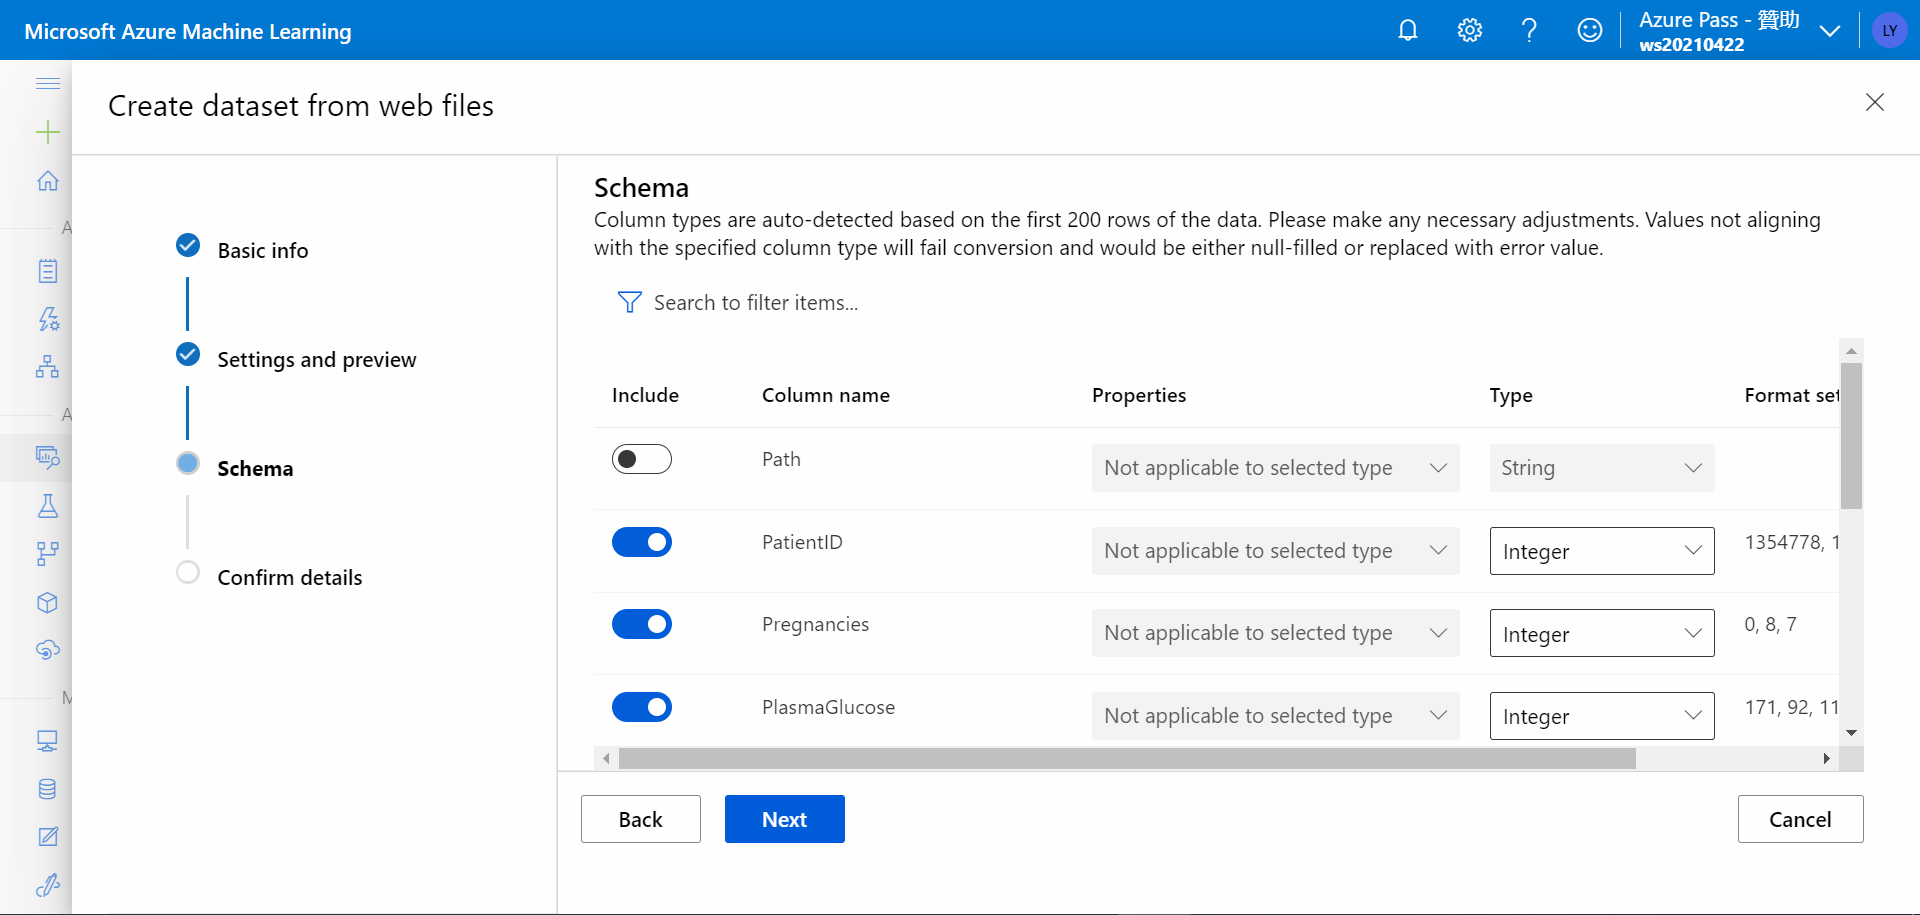 Microsoft Azure Machine Learning
Azure Pass - 贊助
ws20210422
LY
Create dataset from web files
A
A
M
Basic info
Settings and preview
Schema
Confirm details
Schema
Column types are auto-detected based on the first 200 rows of the data. Please make any necessary adjustments. Values not aligning
with the specified column type will fail conversion and would be either null-filled or replaced with error value.
Search to filter items...
Include Column name Properties Type Format set
Path Not applicable to selected type String
PatientID Not applicable to selected type Integer 1354778, 1
Pregnancies Not applicable to selected type Integer 0, 8, 7
PlasmaGlucose Not applicable to selected type Integer 171, 92, 11
Back Next Cancel